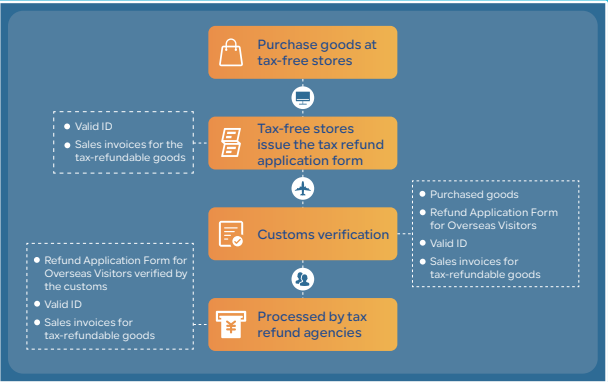 Purchase goods at
tax-free stores
Valid ID
Sales invoices for the
tax-refundable goods
Tax-free stores
issue the tax refund
application form
Purchased goods
Refund Application Form
for Overseas Visitors
Valid ID
Sales invoices for
tax-refundable goods
Customs verification
Refund Application Form for
Overseas Visitors verified by
the customs
Valid ID
Sales invoices for
tax-refundable goods
¥
Processed by tax
refund agencies